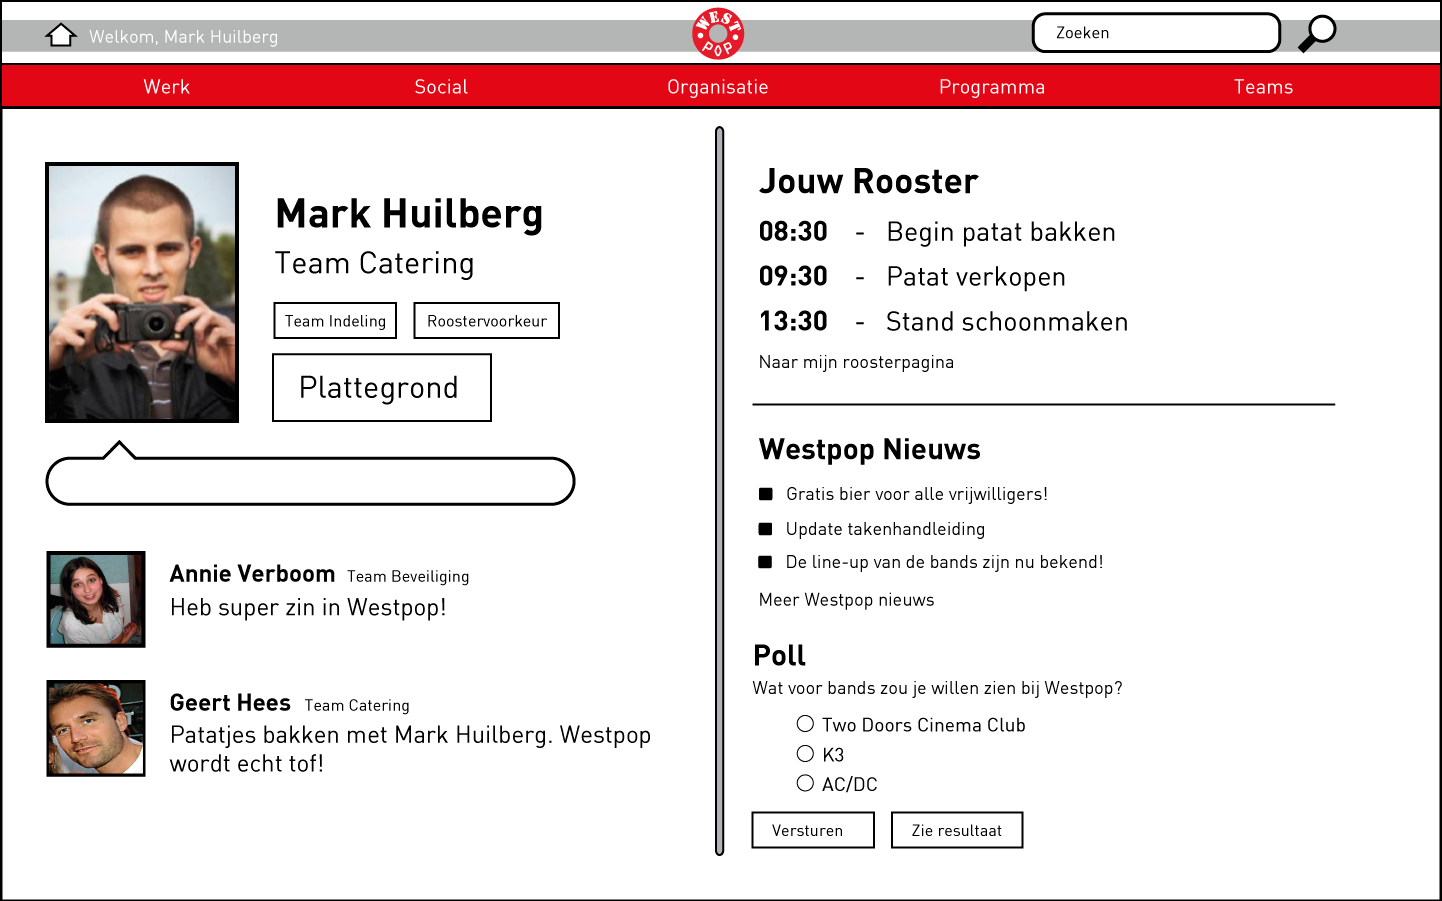 Welkom, Mark Huilberg
WEST
POP
Zoeken
Werk
Social
Organisatie
Programma
Teams
Mark Huilberg
Team Catering
Team Indeling
Roostervoorkeur
Plattegrond
Annie Verboom Team Beveiliging
Heb super zin in Westpop!
Geert Hees Team Catering
Patatjes bakken met Mark Huilberg. Westpop
wordt echt tof!
Jouw Rooster
08:30 - Begin patat bakken
09:30 - Patat verkopen
13:30 - Stand schoonmaken
Naar mijn roosterpagina
Westpop Nieuws
Gratis bier voor alle vrijwilligers!
Update takenhandleiding
De line-up van de bands zijn nu bekend!
Meer Westpop nieuws
Poll
Wat voor bands zou je willen zien bij Westpop?
Two Doors Cinema Club
K3
AC/DC
Versturen
Zie resultaat